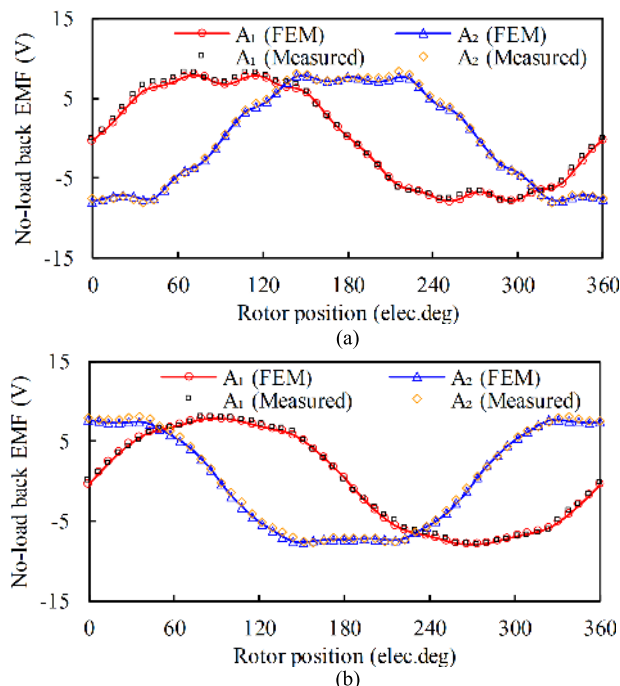 15
A₁ (FEM) A₂ (FEM)
A₁ (Measured) A₂ (Measured)
5
-5
-15
No-load back EMF (V)
0 60 120 180 240 300 360
Rotor position (elec.deg)
(a)
15
A₁ (FEM) A₂ (FEM)
A₁ (Measured) A₂ (Measured)
5
-5
-15
No-load back EMF (V)
0 60 120 180 240 300 360
Rotor position (elec.deg)
(b)